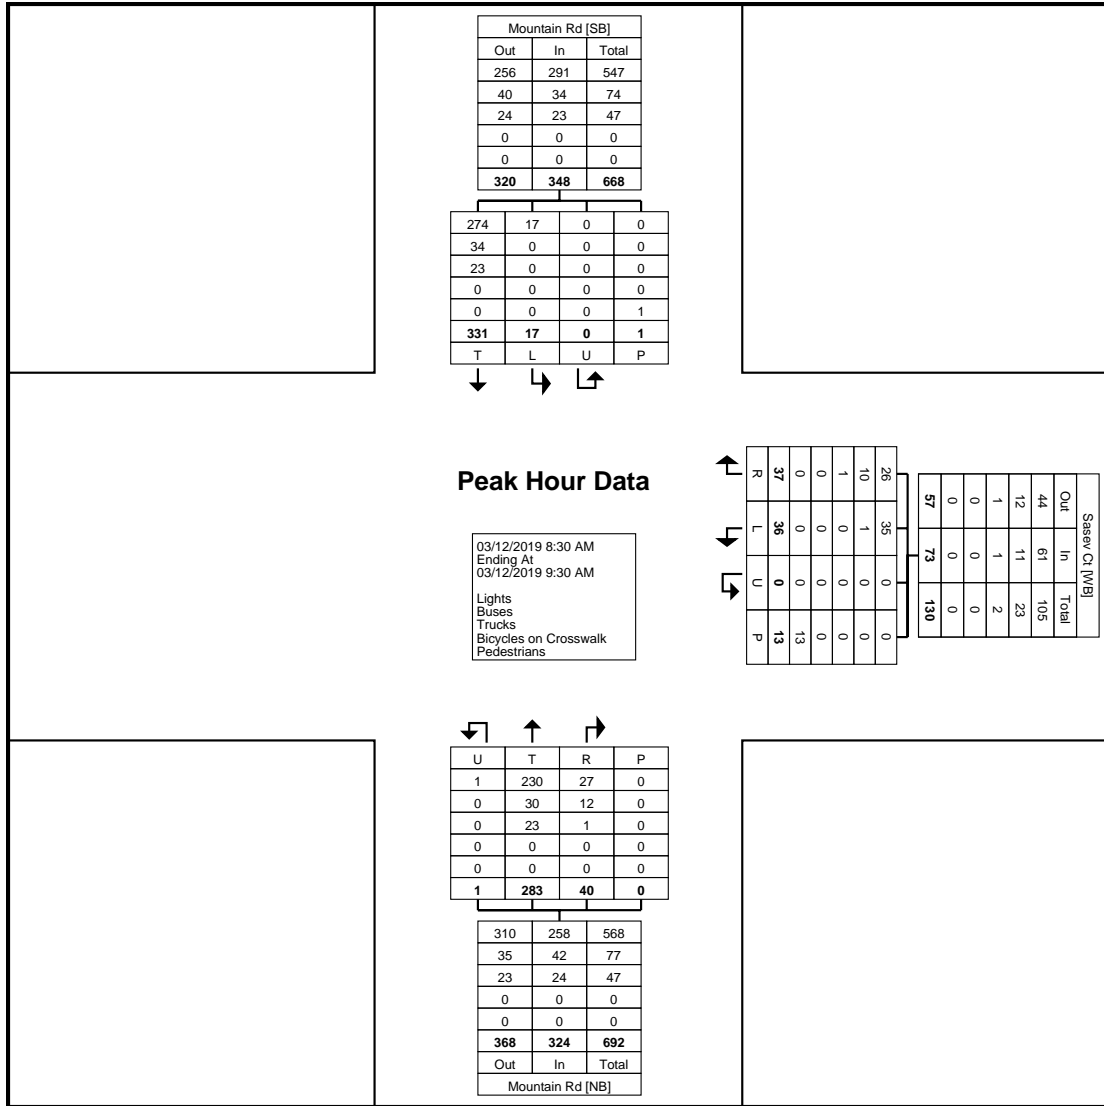 Mountain Rd [SB]
Out In Total
256 291 547
40 34 74
24 23 47
0 0 0
0 0 0
320 348 668
274 17 0 0
34 0 0 0
23 0 0 0
0 0 0 0
0 0 0 1
331 17 0 1
T L U P
Peak Hour Data
03/12/2019 8:30 AM
Ending At
03/12/2019 9:30 AM
Lights
Buses
Trucks
Bicycles on Crosswalk
Pedestrians
Sasev Ct [WB]
Out In Total
44 61 105
12 11 23
1 1 2
0 0 0
0 0 0
57 73 130
26 35 0 0
10 1 0 0
1 0 0 0
0 0 0 0
0 0 0 13
37 36 0 13
R L U P
U T R P
1 230 27 0
0 30 12 0
0 23 1 0
0 0 0 0
0 0 0 0
1 283 40 0
310 258 568
35 42 77
23 24 47
0 0 0
0 0 0
368 324 692
Out In Total
Mountain Rd [NB]